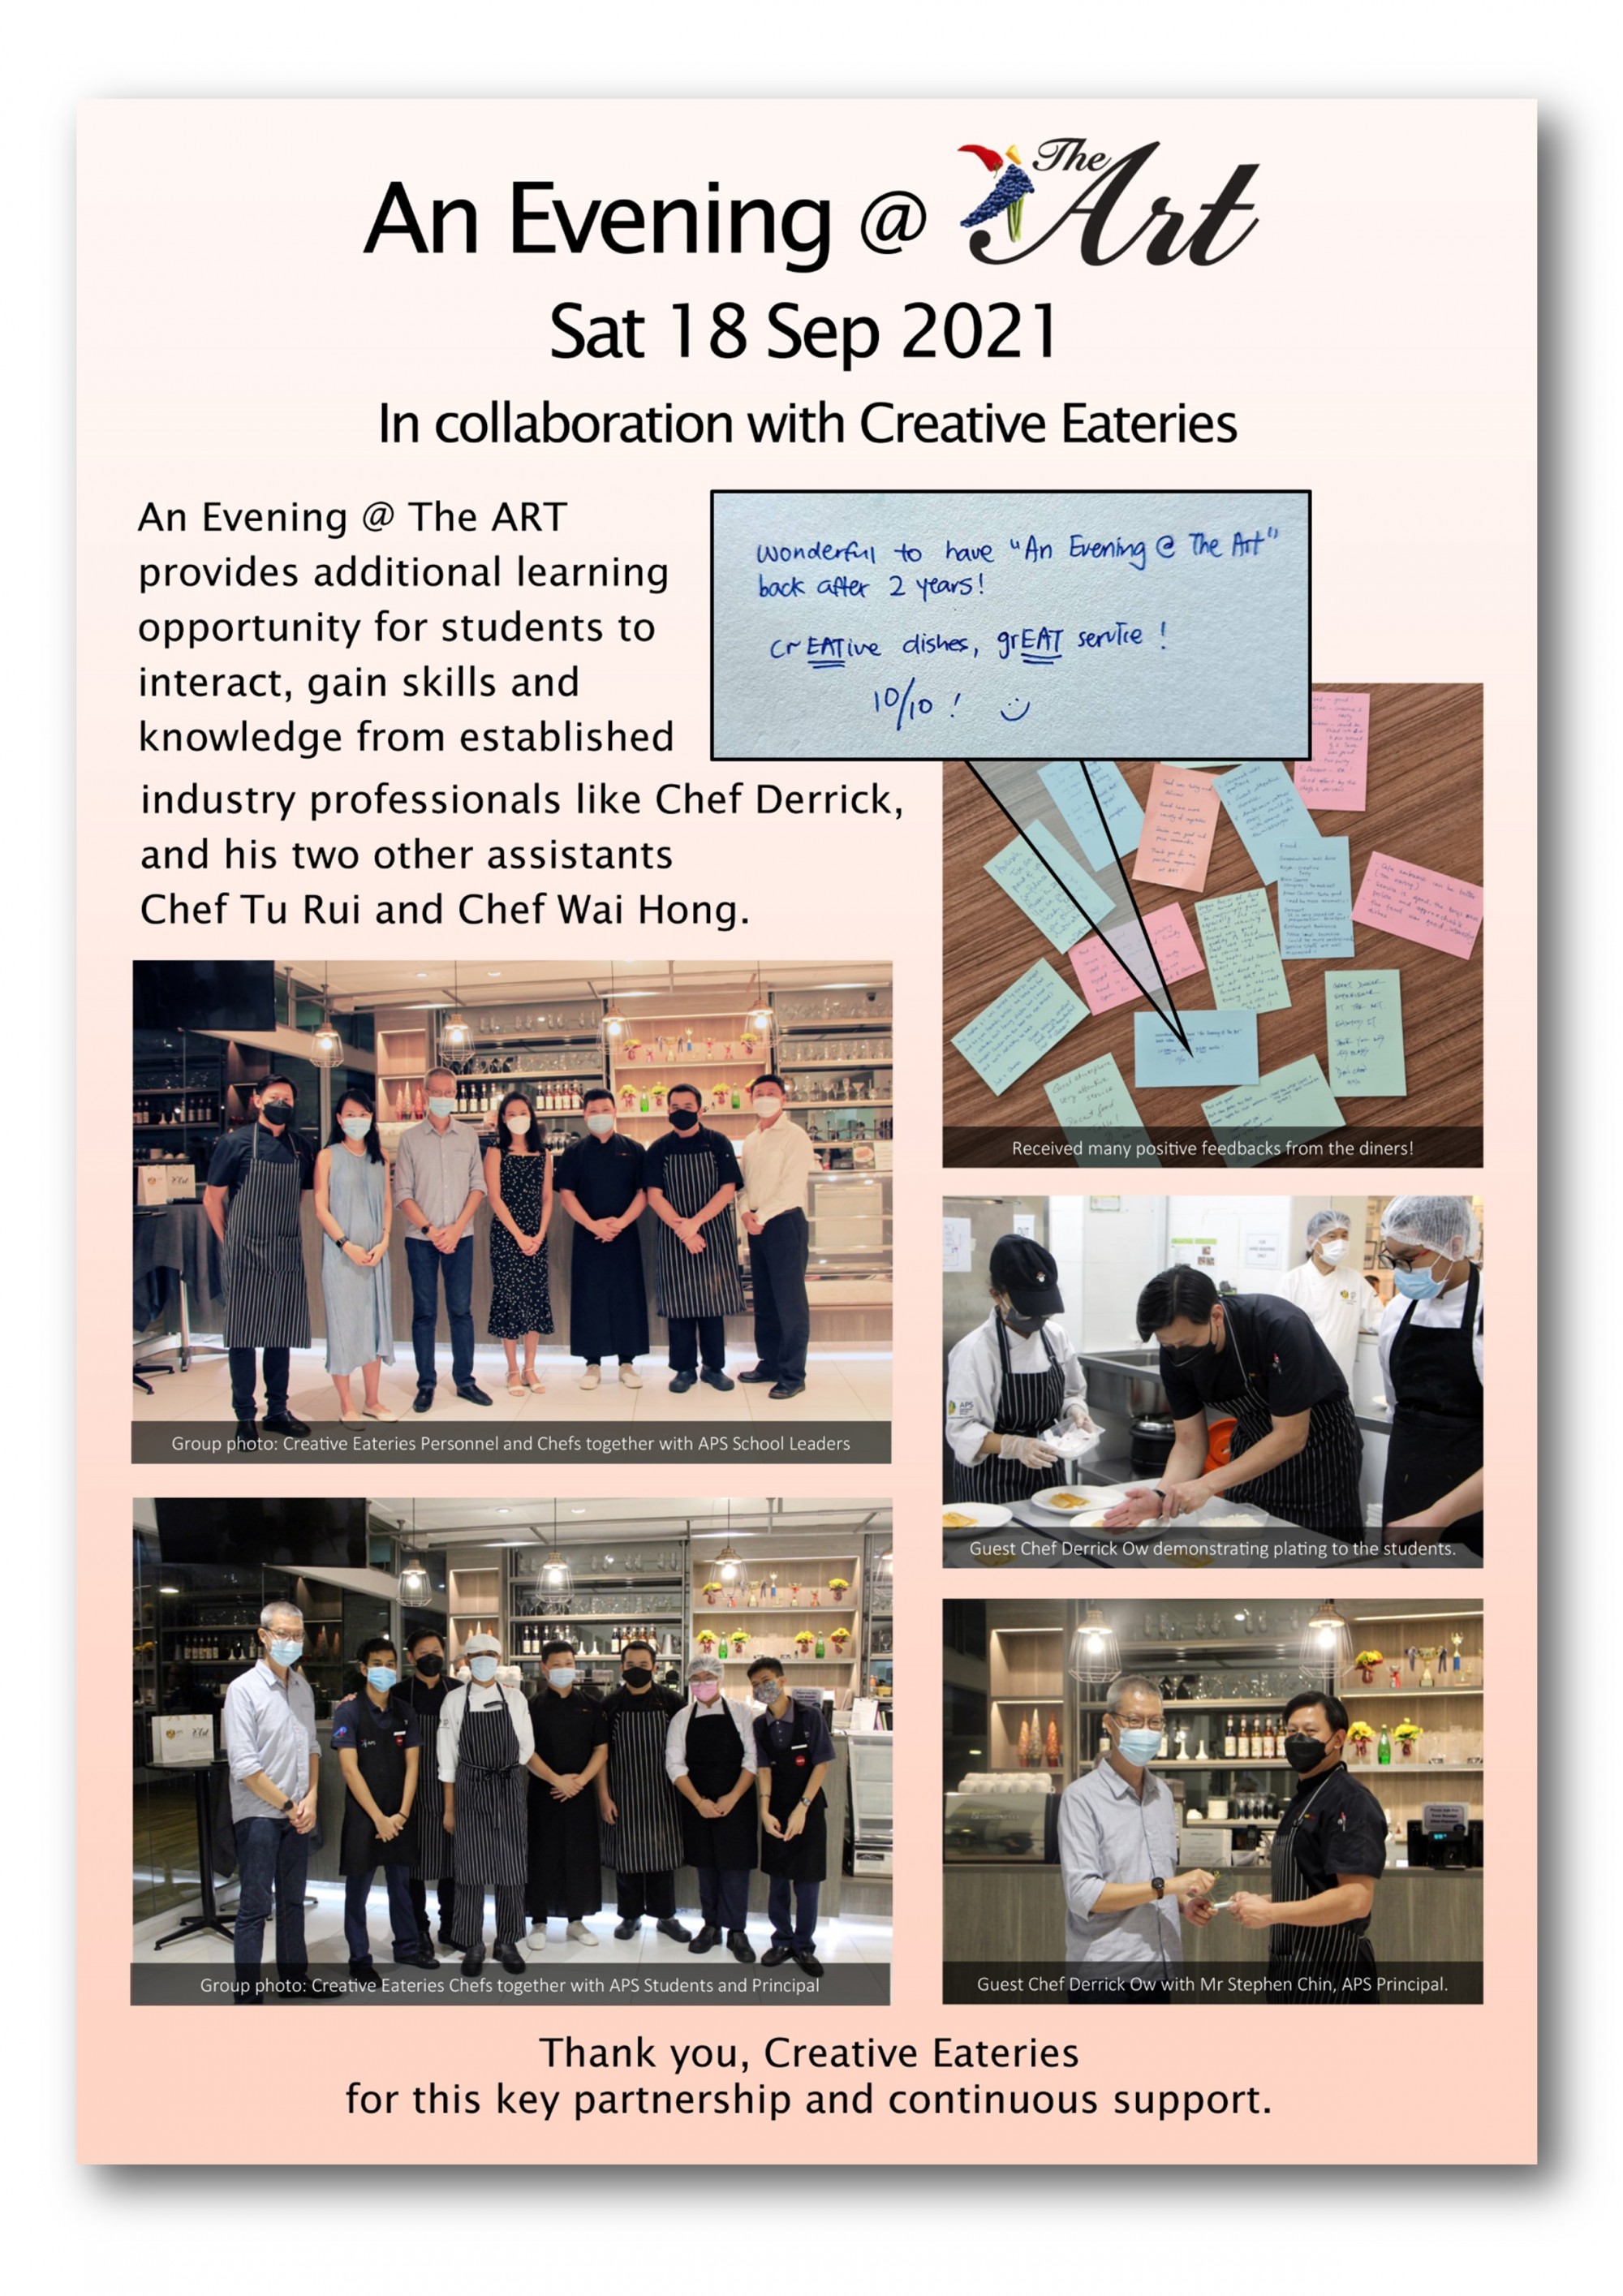 An Evening @ The Art
Sat 18 Sep 2021
In collaboration with Creative Eateries
An Evening @ The ART
provides additional learning
opportunity for students to
interact, gain skills and
knowledge from established
industry professionals like Chef Derrick,
and his two other assistants
Chef Tu Rui and Chef Wai Hong.
Wonderful to have "An Evening @ The Art"
back after 2 years!
crEATive dishes, grEAT service!
10/10!
Received many positive feedbacks from the diners!
Group photo: Creative Eateries Personnel and Chefs together with APS School Leaders
Guest Chef Derrick Ow demonstrating plating to the students.
Group photo: Creative Eateries Chefs together with APS Students and Principal
Guest Chef Derrick Ow with Mr Stephen Chin, APS Principal.
Thank you, Creative Eateries
for this key partnership and continuous support.